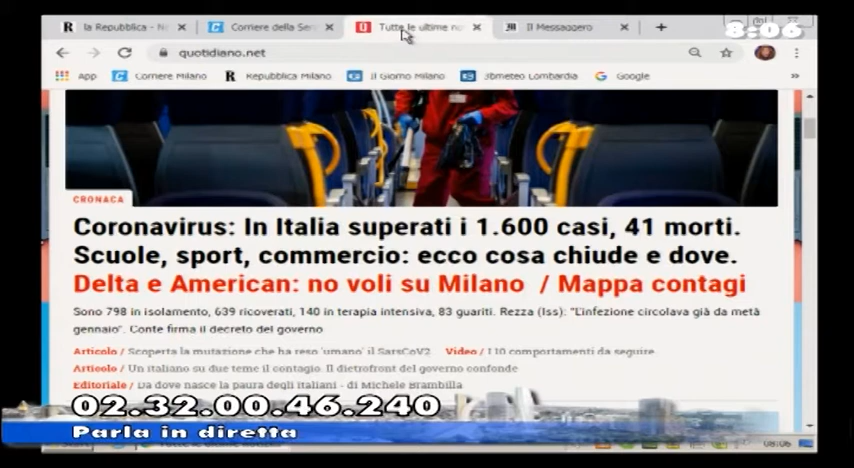 8:06
la Repubblica - N
Corriere della Ser
Tutte le ultime no
Il Messaggero
quotidiano.net
App
Corriere Milano
Repubblica Milano
Il Giorno Milano
3bmeteo Lombardia
Google
CRONACA
Coronavirus: In Italia superati i 1.600 casi, 41 morti.
Scuole, sport, commercio: ecco cosa chiude e dove.
Delta e American: no voli su Milano / Mappa contagi
Sono 798 in isolamento, 639 ricoverati, 140 in terapia intensiva, 83 guariti. Rezza (Iss): "L'infezione circolava già da metà
gennaio". Conte firma il decreto del governo
Articolo / Scoperta la mutazione che ha reso 'umano' il SarsCoV2 Video / I 10 comportamenti da seguire
Articolo / Un italiano su due teme il contagio. Il dietrofront del governo confonde
Editoriale / Da dove nasce la paura degli italiani - di Michele Brambilla
02.32.00.46.240
Parla in diretta
08:06